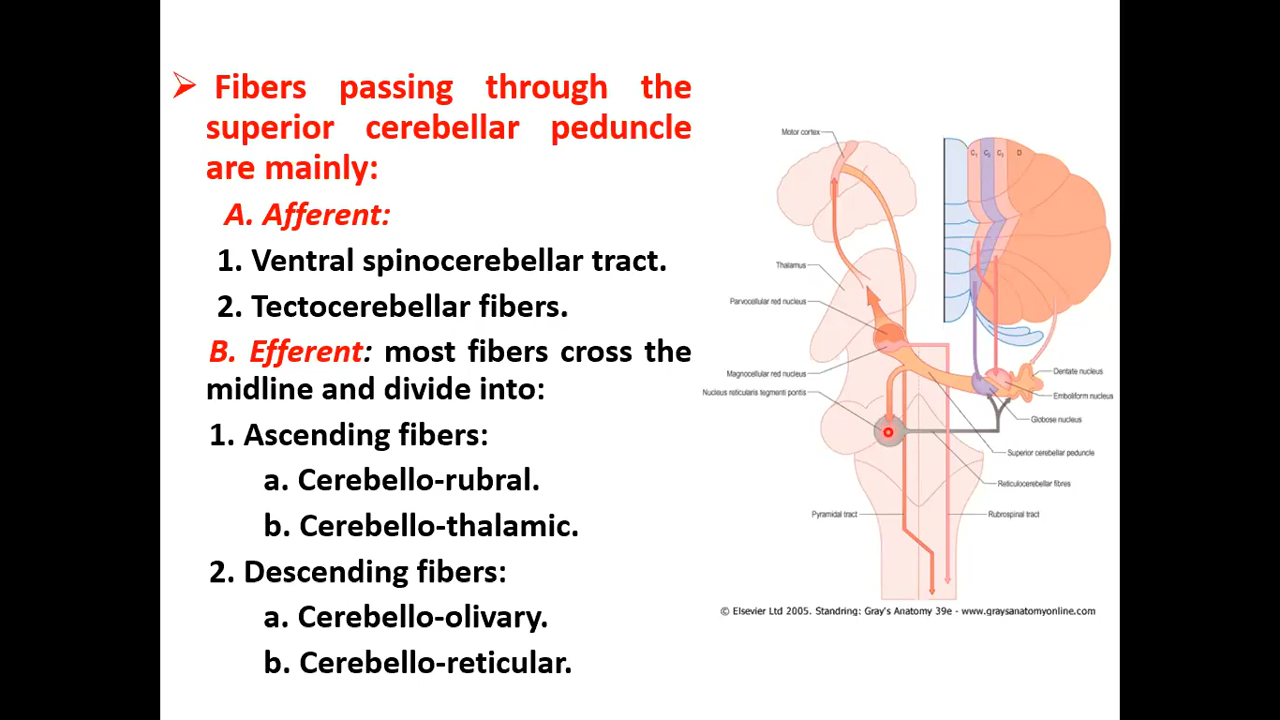 ➢ Fibers passing through the
superior cerebellar peduncle
are mainly:
A. Afferent:
1. Ventral spinocerebellar tract.
2. Tectocerebellar fibers.
B. Efferent: most fibers cross the
midline and divide into:
1. Ascending fibers:
a. Cerebello-rubral.
b. Cerebello-thalamic.
2. Descending fibers:
a. Cerebello-olivary.
b. Cerebello-reticular.
Motor cortex
C₁ C₂ C₃ D
Thalamus
Parvocellular red nucleus
Magnocellular red nucleus
Nucleus reticularis tegmenti pontis
Dentate nucleus
Emboliform nucleus
Globose nucleus
Superior cerebellar peduncle
Reticulocerebellar fibres
Pyramidal tract
Rubrospinal tract
© Elsevier Ltd 2005. Standring: Gray's Anatomy 39e - www.graysanatomyonline.com